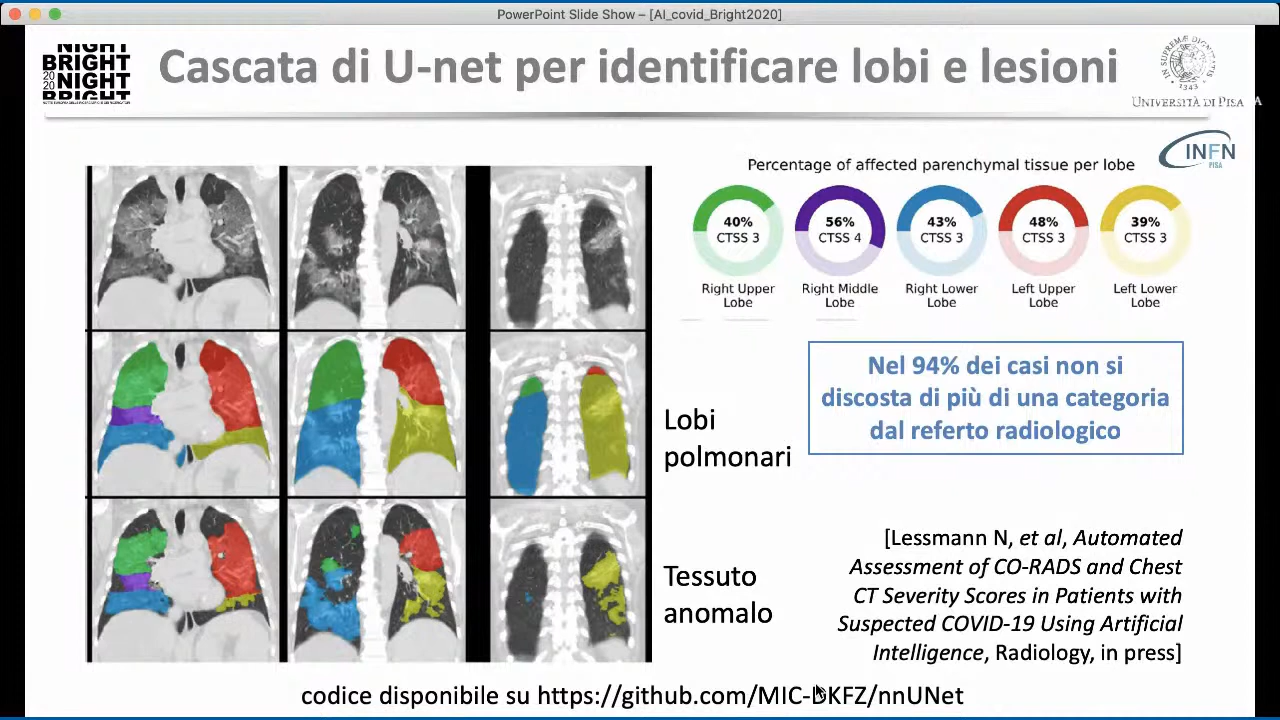 PowerPoint Slide Show – [AI_covid_Bright2020]
NIGHT
BRIGHT
20 NIGHT
20 BRIGHT
Cascata di U-net per identificare lobi e lesioni
1343
UNIVERSITÀ DI PISA
A
INFN
PISA
Percentage of affected parenchymal tissue per lobe
40%
CTSS 3
56%
CTSS 4
43%
CTSS 3
48%
CTSS 3
39%
CTSS 3
Right Upper
Lobe
Right Middle
Lobe
Right Lower
Lobe
Left Upper
Lobe
Left Lower
Lobe
Nel 94% dei casi non si
discosta di più di una categoria
dal referto radiologico
Lobi
polmonari
Tessuto
anomalo
[Lessmann N, et al, Automated
Assessment of CO-RADS and Chest
CT Severity Scores in Patients with
Suspected COVID-19 Using Artificial
Intelligence, Radiology, in press]
codice disponibile su https://github.com/MIC-DKFZ/nnUNet